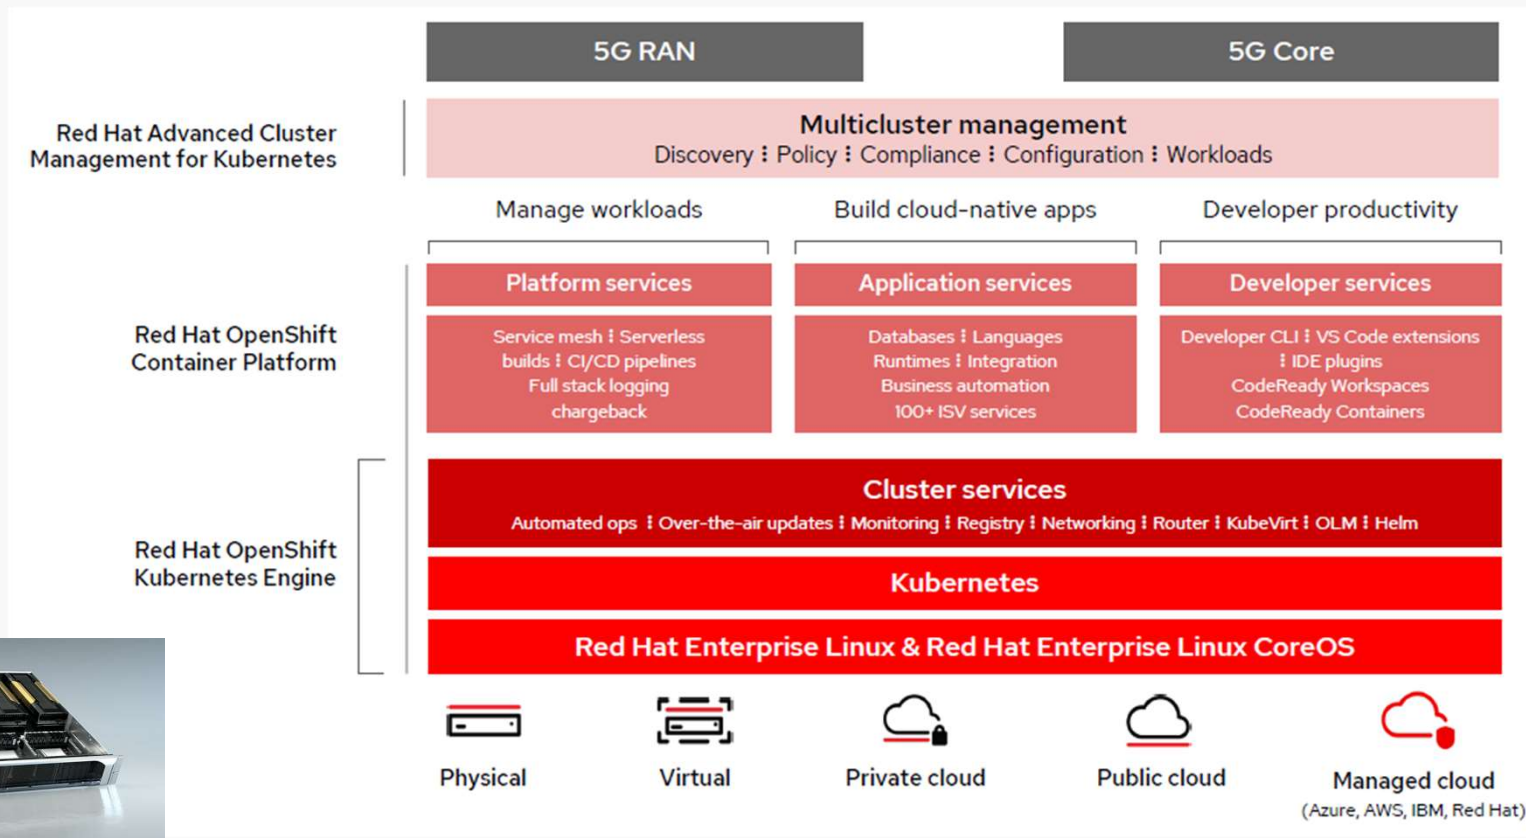 5G RAN
5G Core
Red Hat Advanced Cluster
Management for Kubernetes
Multicluster management
Discovery ⫶ Policy ⫶ Compliance ⫶ Configuration ⫶ Workloads
Manage workloads
Build cloud-native apps
Developer productivity
Red Hat OpenShift
Container Platform
Platform services
Service mesh ⫶ Serverless
builds ⫶ CI/CD pipelines
Full stack logging
chargeback
Application services
Databases ⫶ Languages
Runtimes ⫶ Integration
Business automation
100+ ISV services
Developer services
Developer CLI ⫶ VS Code extensions
⫶ IDE plugins
CodeReady Workspaces
CodeReady Containers
Red Hat OpenShift
Kubernetes Engine
Cluster services
Automated ops ⫶ Over-the-air updates ⫶ Monitoring ⫶ Registry ⫶ Networking ⫶ Router ⫶ KubeVirt ⫶ OLM ⫶ Helm
Kubernetes
Red Hat Enterprise Linux & Red Hat Enterprise Linux CoreOS
Physical
Virtual
Private cloud
Public cloud
Managed cloud
(Azure, AWS, IBM, Red Hat)